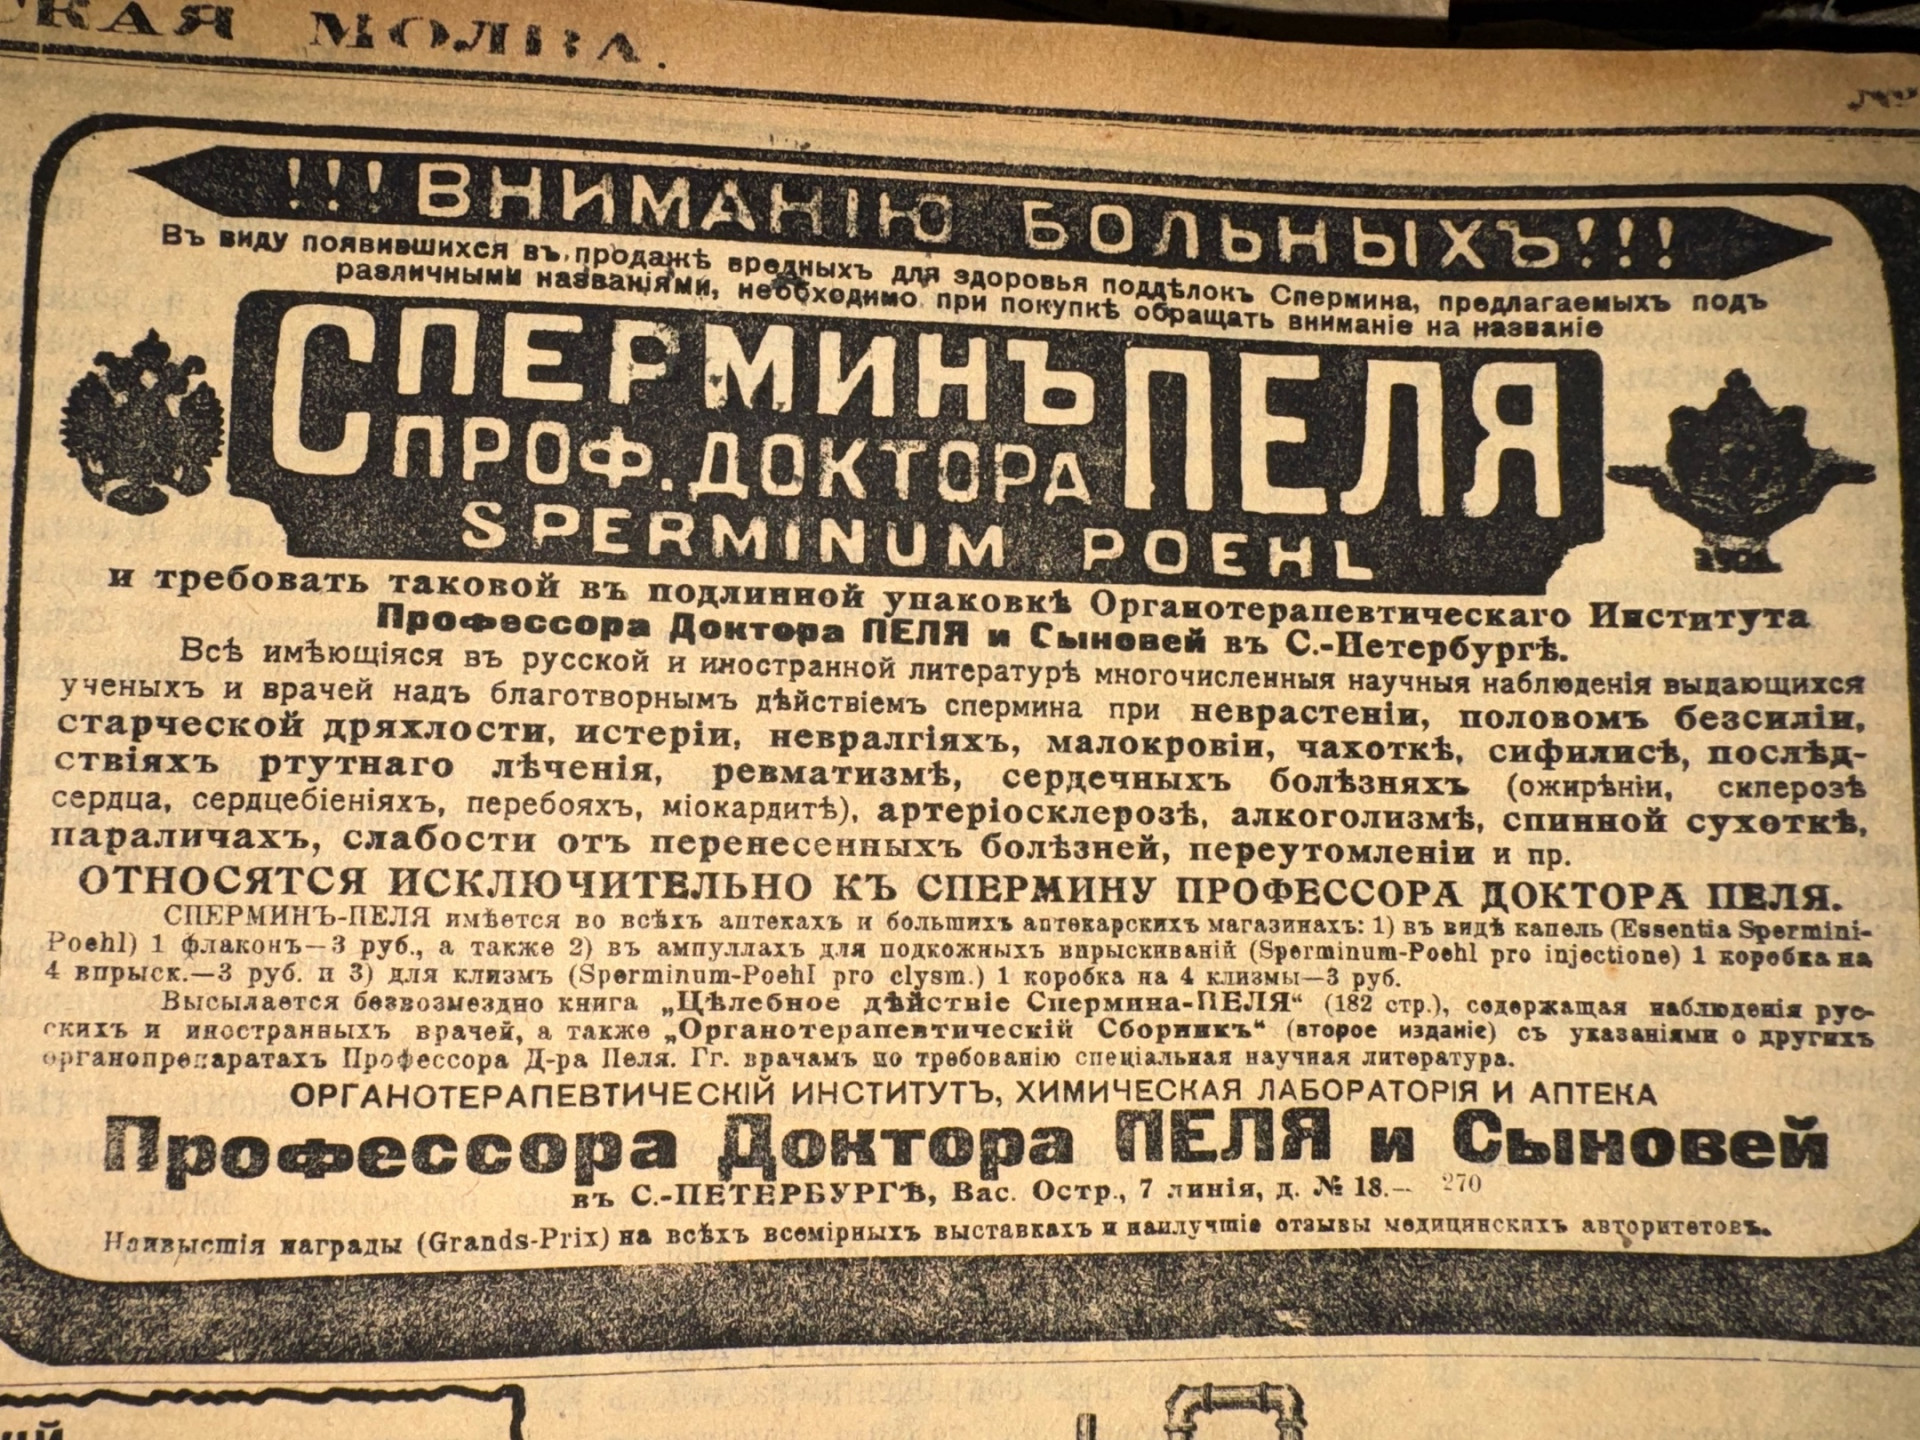 СКАЯ МОЛВА.
№
!!!ВНИМАНІЮ БОЛЬНЫХЪ!!!
Въ виду появившихся въ продажѣ вредныхъ для здоровья поддѣлокъ Спермина, предлагаемыхъ подъ
различными названіями, необходимо при покупкѣ обращать вниманіе на названіе
СПЕРМИНЪ ПЕЛЯ
ПРОФ. ДОКТОРА
SPERMINUM POEHL
и требовать таковой въ подлинной упаковкѣ Органотерапевтическаго Института
Профессора Доктора ПЕЛЯ и Сыновей въ С.-Петербургѣ.
Всѣ имѣющіяся въ русской и иностранной литературѣ многочисленныя научныя наблюденія выдающихся
ученыхъ и врачей надъ благотворнымъ дѣйствіемъ спермина при неврастеніи, половомъ безсиліи,
старческой дряхлости, истеріи, невралгіяхъ, малокровіи, чахоткѣ, сифилисѣ, послѣд-
ствіяхъ ртутнаго лѣченія, ревматизмѣ, сердечныхъ болѣзняхъ (ожирѣніи, склерозѣ
сердца, сердцебіеніяхъ, перебояхъ, міокардитѣ), артеріосклерозѣ, алкоголизмѣ, спинной сухоткѣ,
параличахъ, слабости отъ перенесенныхъ болѣзней, переутомленіи и пр.
ОТНОСЯТСЯ ИСКЛЮЧИТЕЛЬНО КЪ СПЕРМИНУ ПРОФЕССОРА ДОКТОРА ПЕЛЯ.
СПЕРМИНЪ-ПЕЛЯ имѣется во всѣхъ аптекахъ и большихъ аптекарскихъ магазинахъ: 1) въ видѣ капель (Essentia Spermini-
Poehl) 1 флаконъ—3 руб., а также 2) въ ампуллахъ для подкожныхъ впрыскиваній (Sperminum-Poehl pro injectione) 1 коробка на
4 впрыск.—3 руб. и 3) для клизмъ (Sperminum-Poehl pro clysm.) 1 коробка на 4 клизмы—3 руб.
Высылается безвозмездно книга „Цѣлебное дѣйствіе Спермина-ПЕЛЯ“ (182 стр.), содержащая наблюденія рус-
скихъ и иностранныхъ врачей, а также „Органотерапевтическій Сборникъ“ (второе изданіе) съ указаніями о другихъ
органопрепаратахъ Профессора Д-ра Пеля. Гг. врачамъ по требованію спеціальная научная литература.
ОРГАНОТЕРАПЕВТИЧЕСКІЙ ИНСТИТУТЪ, ХИМИЧЕСКАЯ ЛАБОРАТОРІЯ И АПТЕКА
Профессора Доктора ПЕЛЯ и Сыновей
въ С.-ПЕТЕРБУРГѢ, Вас. Остр., 7 линія, д. № 18.— 270
Наивысшія награды (Grands-Prix) на всѣхъ всемірныхъ выставкахъ и наилучшіе отзывы медицинскихъ авторитетовъ.